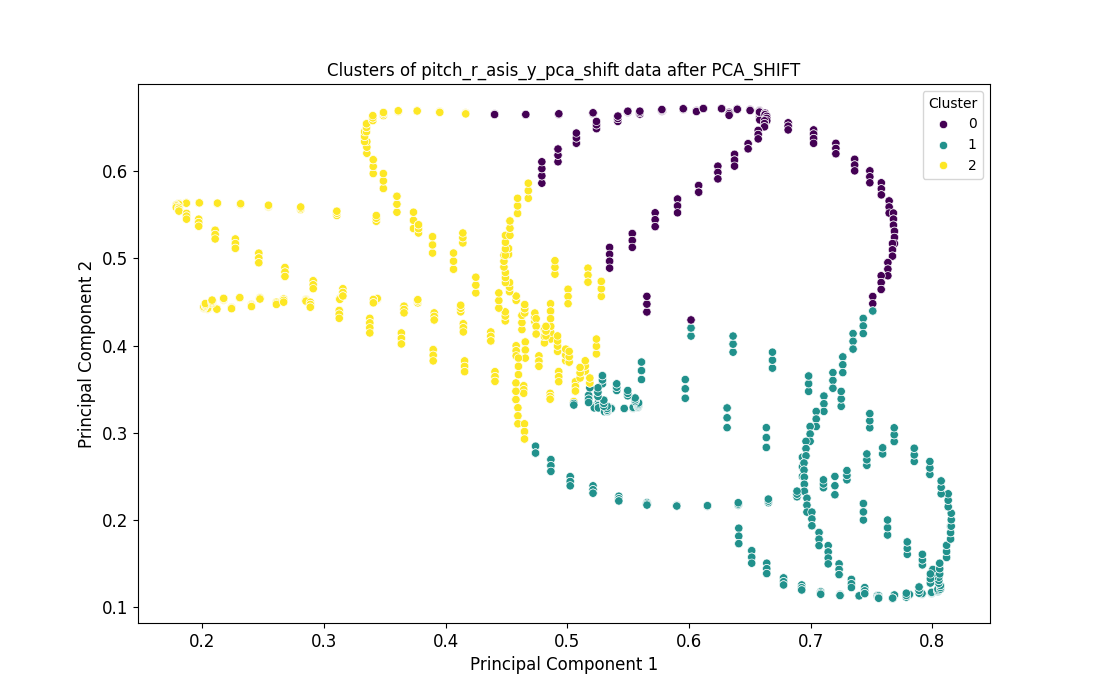 Clusters of pitch_r_asis_y_pca_shift data after PCA_SHIFT
Cluster
0
1
2
Principal Component 2
0.6
0.5
0.4
0.3
0.2
0.1
0.2 0.3 0.4 0.5 0.6 0.7 0.8
Principal Component 1